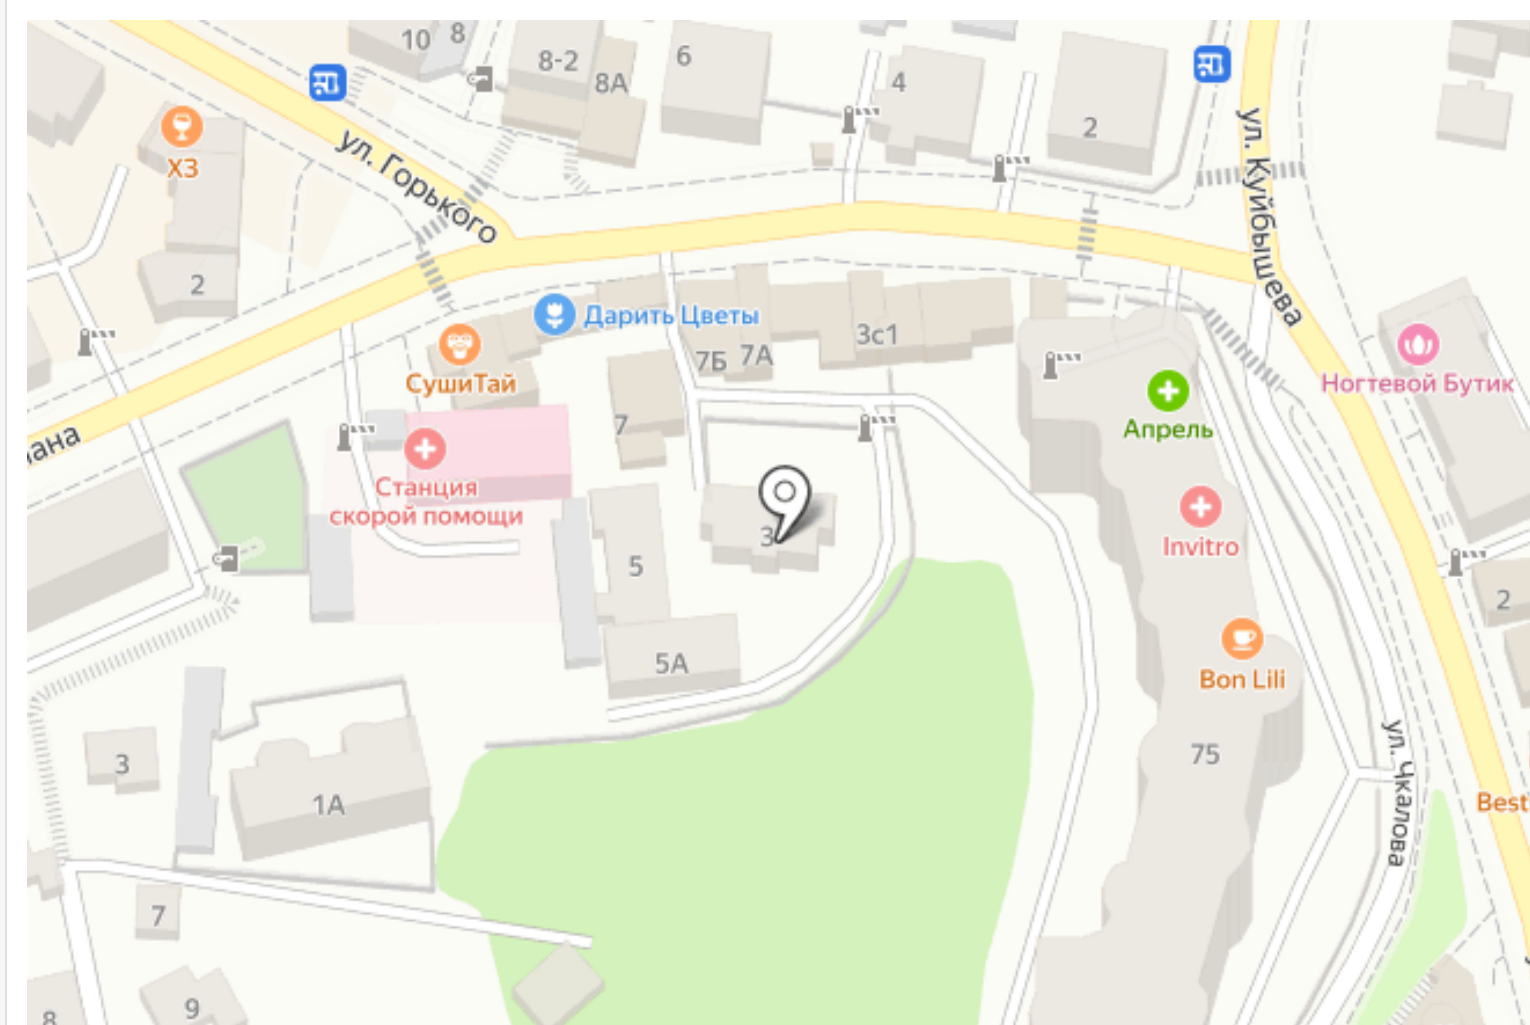 10
8
8-2
8А
6
4
2
ул. Горького
ул. Куйбышева
ХЗ
2
Дарить Цветы
7Б
7А
3с1
СушиТай
7
Апрель
Ногтевой Бутик
Станция
скорой помощи
3
Invitro
5
2
5А
Bon Lili
3
1А
75
ул. Чкалова
Best
7
9
8